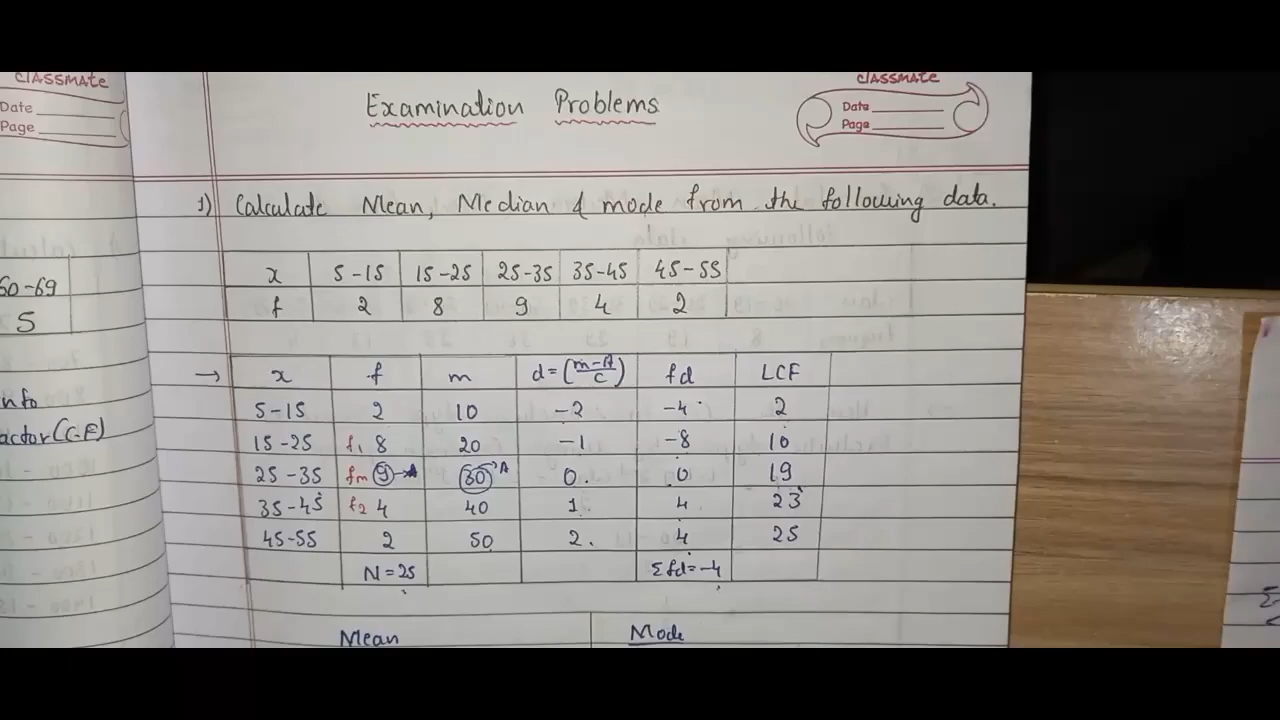 classmate
Date
Page
60-69
5
actor (C.F)
classmate
Date
Page
Examination Problems
1) Calculate Mean, Median & mode from the following data.
x 5-15 15-25 25-35 35-45 45-55
f 2 8 9 4 2
→ x f m d = (m-A/C) fd LCF
5-15 2 10 -2 -4 2
15-25 f1 8 20 -1 -8 10
25-35 fm 9 → A 30 → A 0 0 19
35-45 f2 4 40 1 4 23
45-55 2 50 2 4 25
N = 25 Σfd = -4
Mean Mode